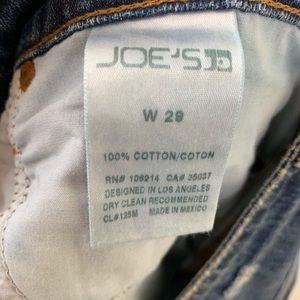 JOE'S
W 29
100% COTTON/COTON
RN# 106214 CA# 35037
DESIGNED IN LOS ANGELES
DRY CLEAN RECOMMENDED
CL#125M MADE IN MEXICO